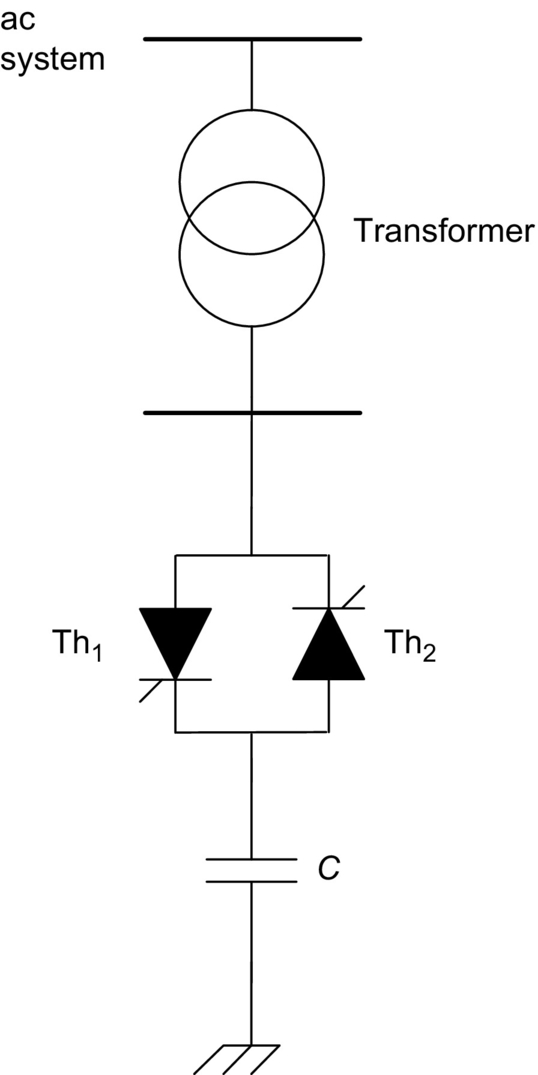 ac
system
Transformer
Th₁
Th₂
C